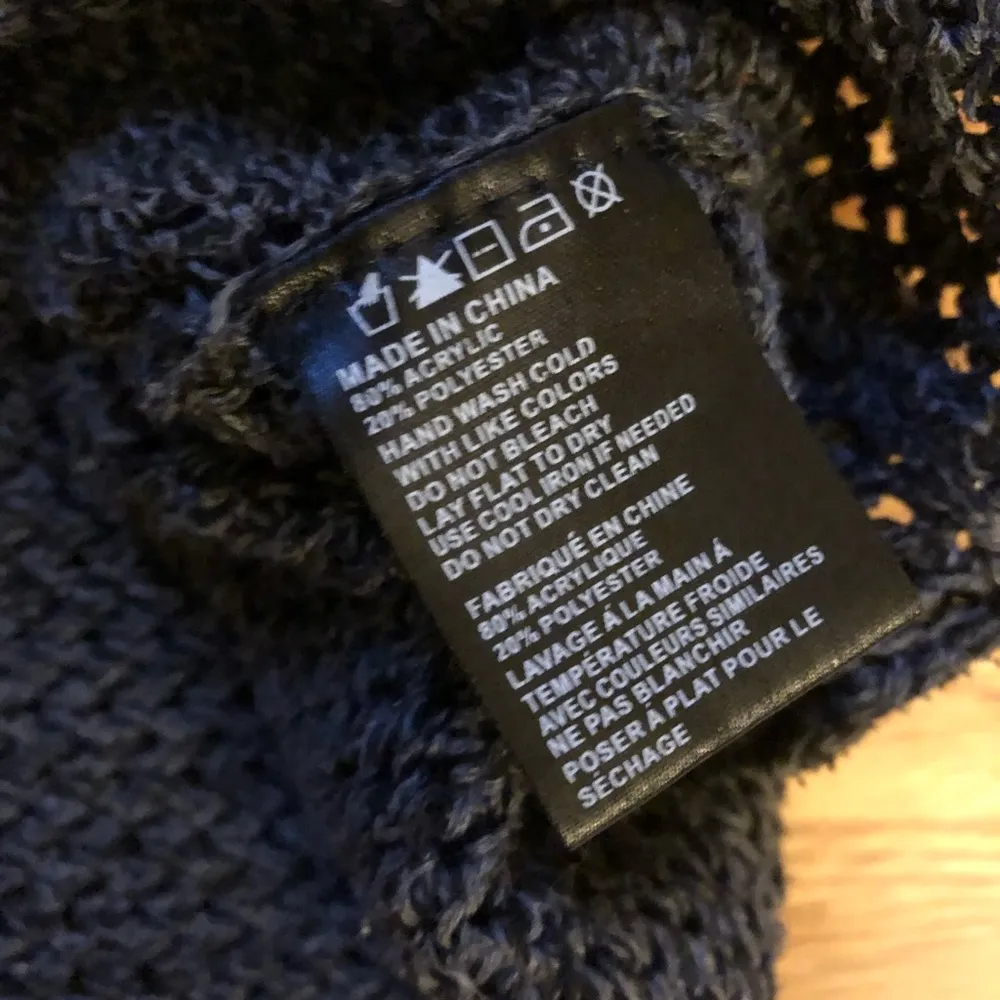 MADE IN CHINA
80% ACRYLIC
20% POLYESTER
HAND WASH COLD
WITH LIKE COLORS
DO NOT BLEACH
LAY FLAT TO DRY
USE COOL IRON IF NEEDED
DO NOT DRY CLEAN
FABRIQUÉ EN CHINE
80% ACRYLIQUE
20% POLYESTER
LAVAGE Á LA MAIN Á
TEMPÉRATURE FROIDE
AVEC COULEURS SIMILAIRES
NE PAS BLANCHIR
POSER Á PLAT POUR LE
SÉCHAGE